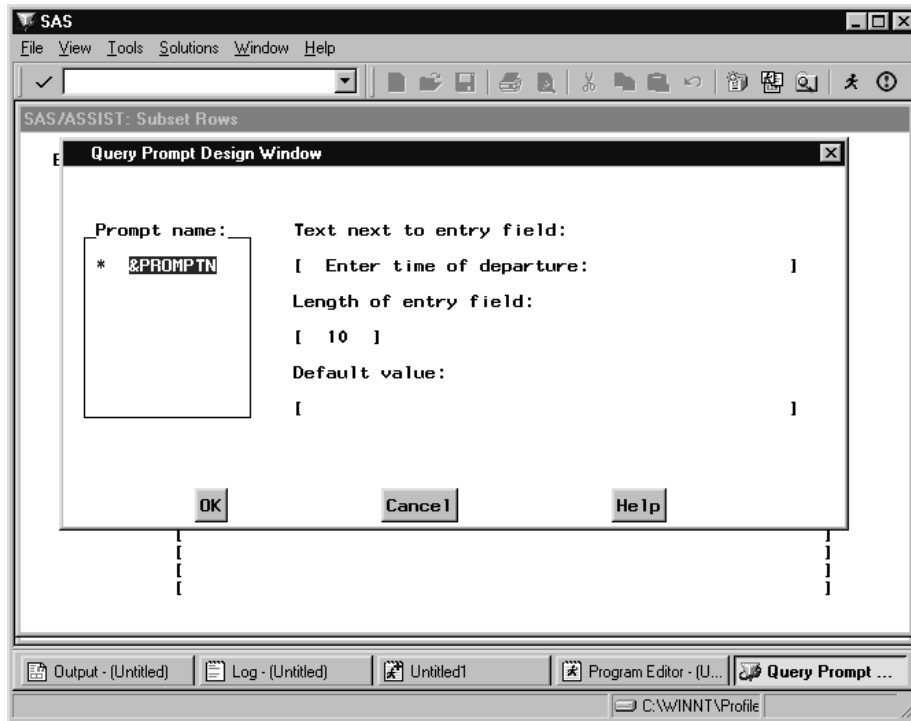 SAS
File View Tools Solutions Window Help
SAS/ASSIST: Subset Rows
Query Prompt Design Window
Prompt name:
* &PROMPTN
Text next to entry field:
[ Enter time of departure: ]
Length of entry field:
[ 10 ]
Default value:
[ ]
OK Cancel Help
[ ]
[ ]
[ ]
[ ]
Output - (Untitled) Log - (Untitled) Untitled1 Program Editor - (U... Query Prompt ...
C:\WINNT\Profile